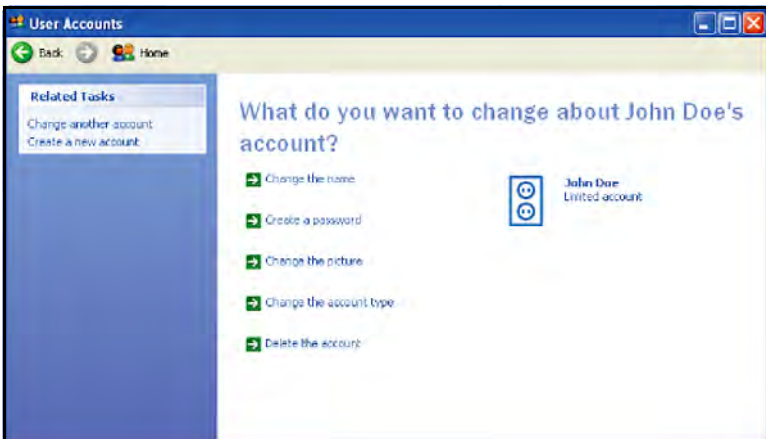 User Accounts
Back Home
Related Tasks
Change another account
Create a new account
What do you want to change about John Doe's
account?
Change the name
Create a password
Change the picture
Change the account type
Delete the account
John Doe
Limited account